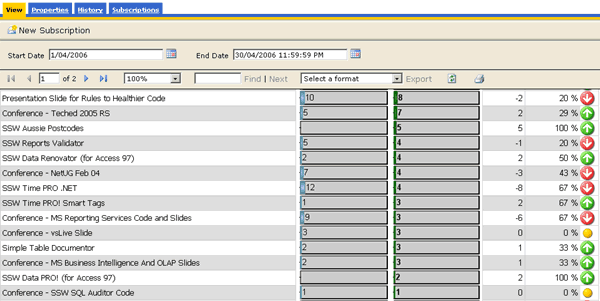 View Properties History Subscriptions
New Subscription
Start Date 1/04/2006 End Date 30/04/2006 11:59:59 PM
1 of 2 100% Find | Next Select a format Export
Presentation Slide for Rules to Healthier Code 10 8 -2 20 %
Conference - Teched 2005 RS 5 7 2 29 %
SSW Aussie Postcodes 5 5 100 %
SSW Reports Validator 5 4 -1 20 %
SSW Data Renovator (for Access 97) 2 4 2 50 %
Conference - NetUG Feb 04 7 4 -3 43 %
SSW Time PRO .NET 12 4 -8 67 %
SSW Time PRO! Smart Tags 1 3 2 67 %
Conference - MS Reporting Services Code and Slides 9 3 -6 67 %
Conference - vsLive Slide 3 3 0 0 %
Simple Table Documentor 2 3 1 33 %
Conference - MS Business Intelligence And OLAP Slides 2 3 1 33 %
SSW Data PRO! (for Access 97) 2 2 100 %
Conference - SSW SQL Auditor Code 1 1 0 0 %